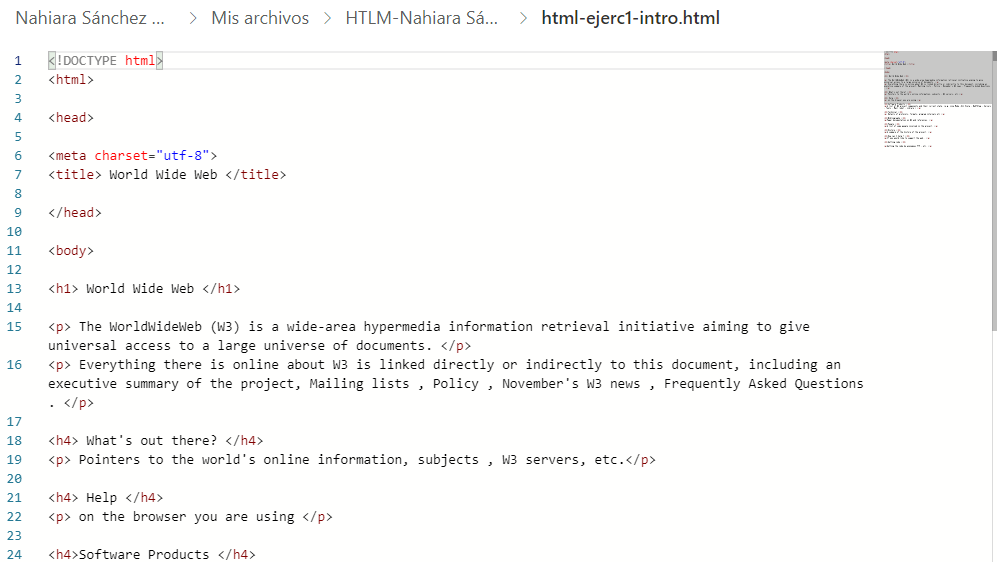 Nahiara Sánchez ... > Mis archivos > HTLM-Nahiara Sá... > html-ejerc1-intro.html
1 <!DOCTYPE html>
2 <html>
3
4 <head>
5
6 <meta charset="utf-8">
7 <title> World Wide Web </title>
8
9 </head>
10
11 <body>
12
13 <h1> World Wide Web </h1>
14
15 <p> The WorldWideWeb (W3) is a wide-area hypermedia information retrieval initiative aiming to give
universal access to a large universe of documents. </p>
16 <p> Everything there is online about W3 is linked directly or indirectly to this document, including an
executive summary of the project, Mailing lists , Policy , November's W3 news , Frequently Asked Questions
. </p>
17
18 <h4> What's out there? </h4>
19 <p> Pointers to the world's online information, subjects , W3 servers, etc.</p>
20
21 <h4> Help </h4>
22 <p> on the browser you are using </p>
23
24 <h4>Software Products </h4>